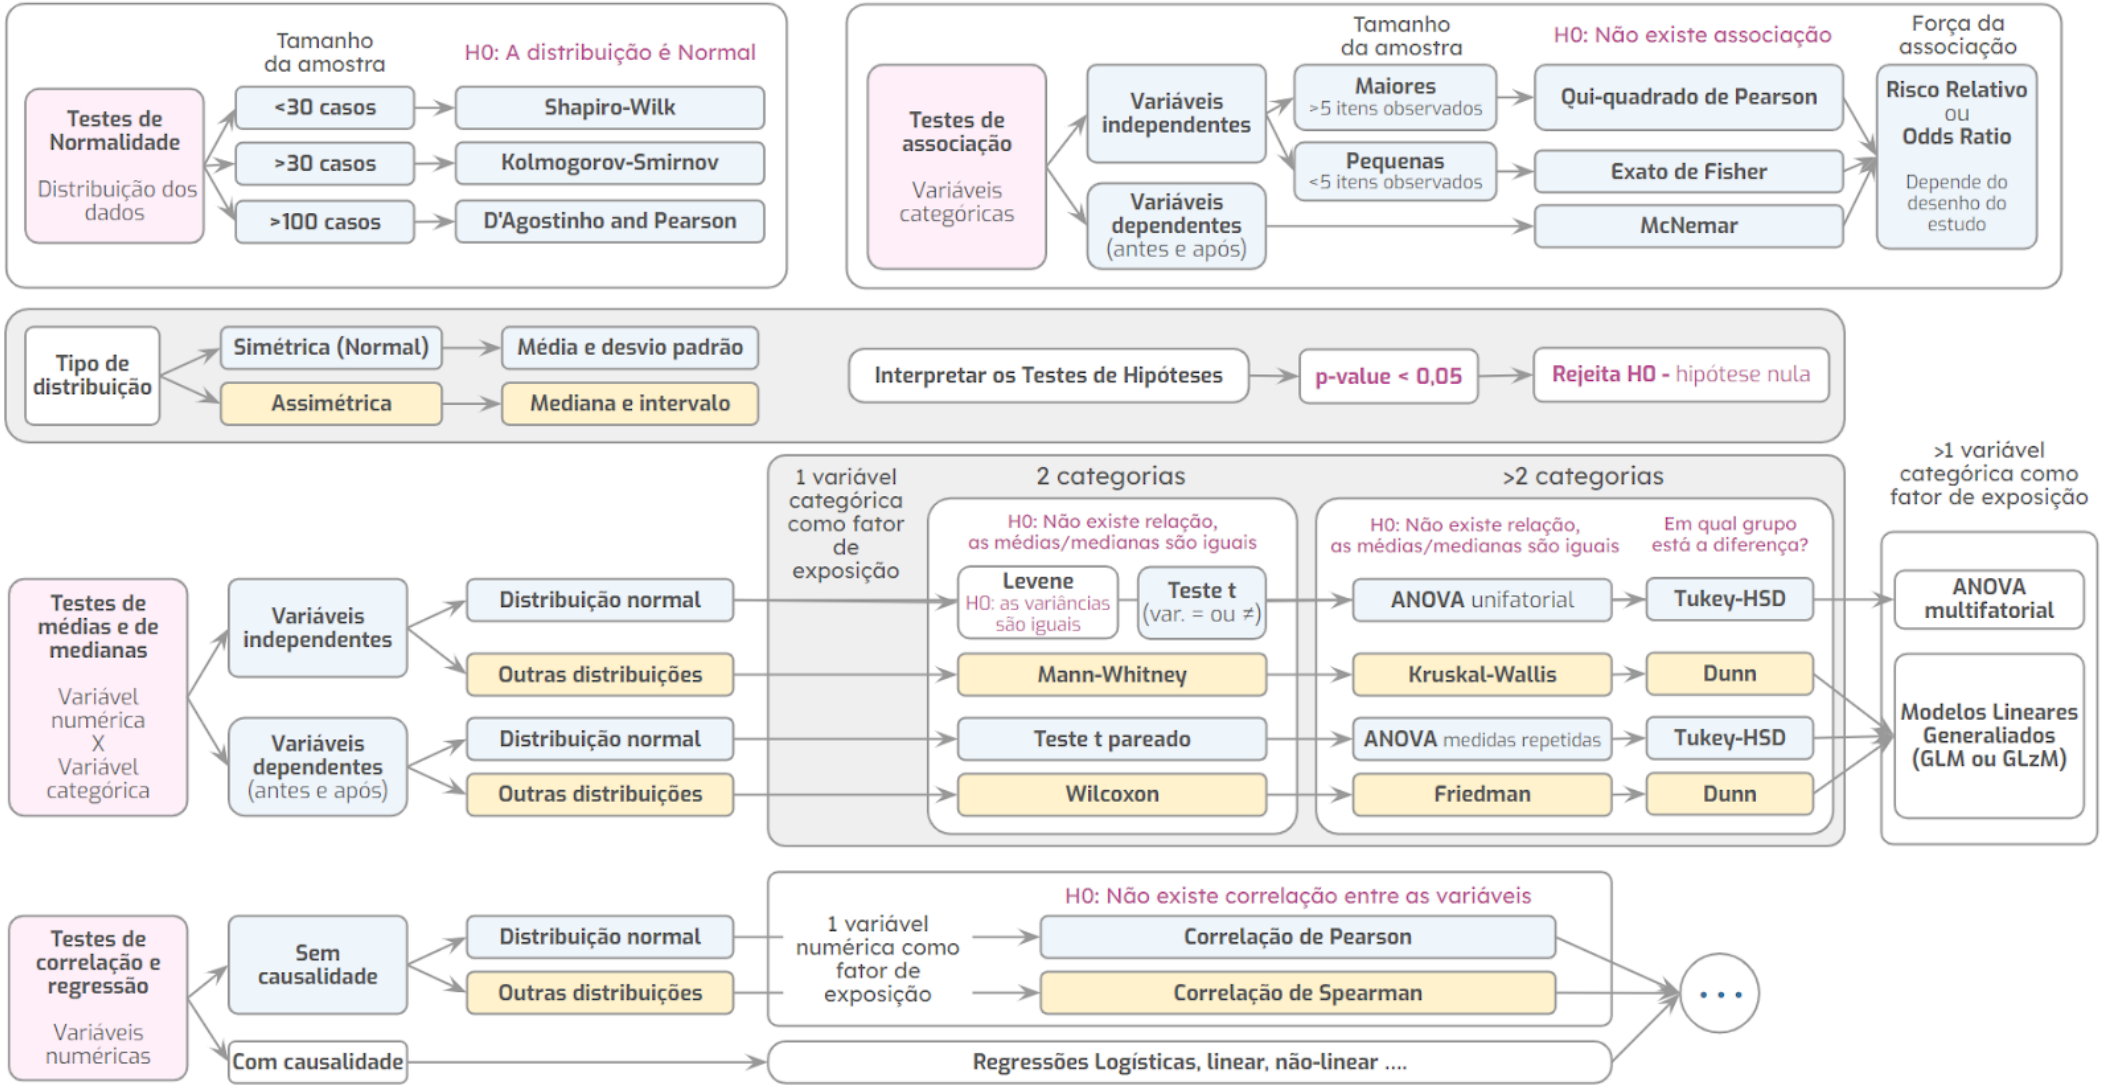 Tamanho
da amostra
H0: A distribuição é Normal
Testes de
Normalidade
Distribuição dos
dados
<30 casos
Shapiro-Wilk
>30 casos
Kolmogorov-Smirnov
>100 casos
D'Agostinho and Pearson
Tamanho
da amostra
H0: Não existe associação
Força da
associação
Testes de
associação
Variáveis
categóricas
Variáveis
independentes
Maiores
>5 itens observados
Qui-quadrado de Pearson
Pequenas
<5 itens observados
Exato de Fisher
Variáveis
dependentes
(antes e após)
McNemar
Risco Relativo
ou
Odds Ratio
Depende do
desenho do
estudo
Tipo de
distribuição
Simétrica (Normal)
Média e desvio padrão
Assimétrica
Mediana e intervalo
Interpretar os Testes de Hipóteses
p-value < 0,05
Rejeita H0 - hipótese nula
1 variável
categórica
como fator
de
exposição
2 categorias
>2 categorias
>1 variável
categórica como
fator de exposição
H0: Não existe relação,
as médias/medianas são iguais
H0: Não existe relação,
as médias/medianas são iguais
Em qual grupo
está a diferença?
Testes de
médias e de
medianas
Variável
numérica
X
Variável
categórica
Variáveis
independentes
Distribuição normal
Levene
H0: as variâncias
são iguais
Teste t
(var. = ou ≠)
ANOVA unifatorial
Tukey-HSD
ANOVA
multifatorial
Outras distribuições
Mann-Whitney
Kruskal-Wallis
Dunn
Variáveis
dependentes
(antes e após)
Distribuição normal
Teste t pareado
ANOVA medidas repetidas
Tukey-HSD
Modelos Lineares
Generaliados
(GLM ou GLzM)
Outras distribuições
Wilcoxon
Friedman
Dunn
Testes de
correlação e
regressão
Variáveis
numéricas
Sem
causalidade
Distribuição normal
Outras distribuições
1 variável
numérica como
fator de
exposição
H0: Não existe correlação entre as variáveis
Correlação de Pearson
Correlação de Spearman
...
Com causalidade
Regressões Logísticas, linear, não-linear ....